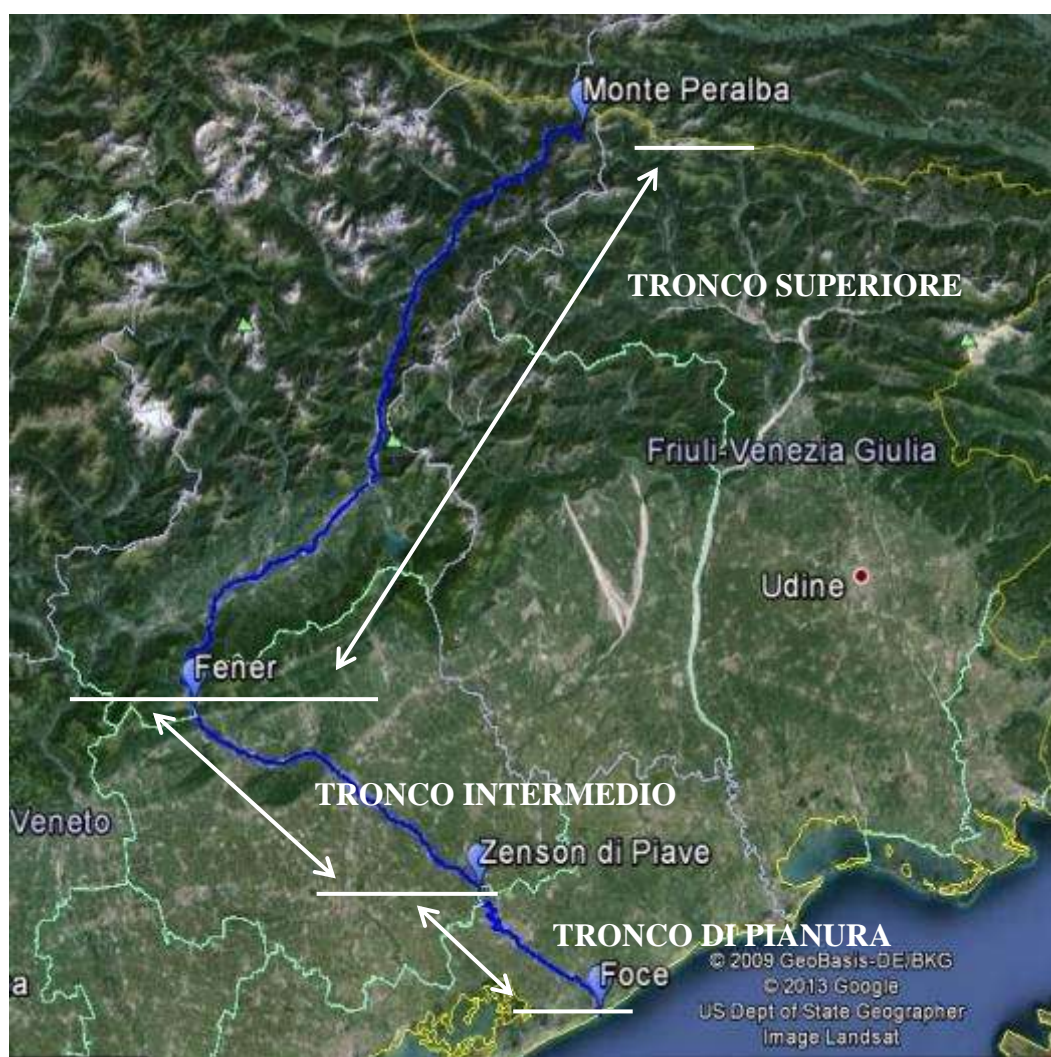 Monte Peralba
TRONCO SUPERIORE
Friuli-Venezia Giulia
Udine
Fener
TRONCO INTERMEDIO
Veneto
Zenson di Piave
TRONCO DI PIANURA
© 2009 GeoBasis-DE/BKG
a
Foce
© 2013 Google
US Dept of State Geographer
Image Landsat